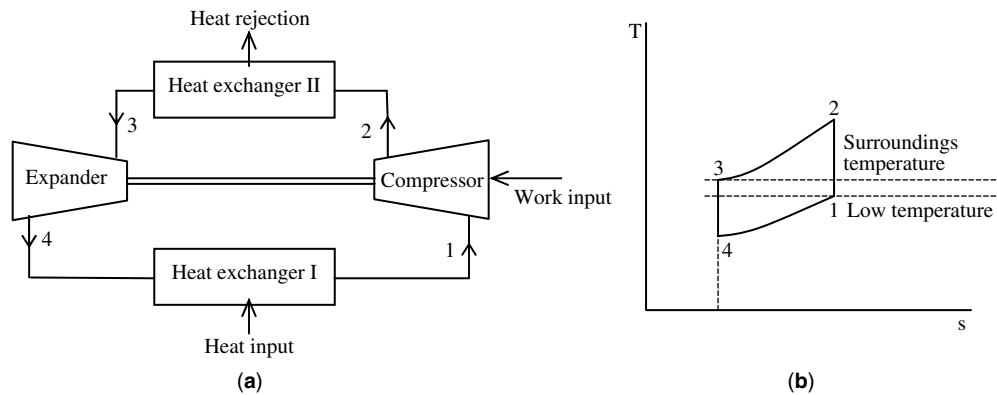 Heat rejection
Heat exchanger II
3
2
Expander
Compressor
Work input
4
1
Heat exchanger I
Heat input
(a)
T
2
Surroundings
temperature
3
1 Low temperature
4
s
(b)